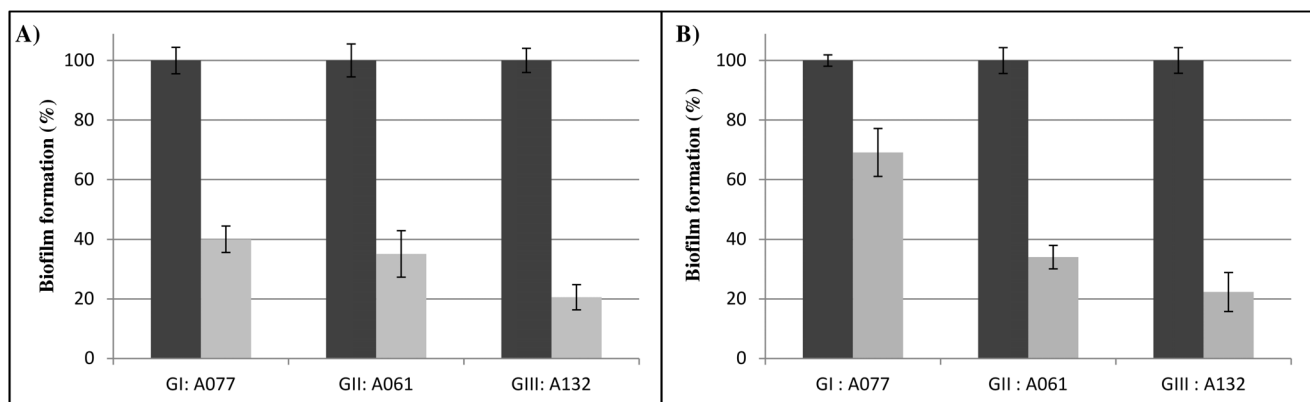 A)
Biofilm formation (%)
100
80
60
40
20
0
GI: A077
GII: A061
GIII: A132
B)
Biofilm formation (%)
100
80
60
40
20
0
GI : A077
GII : A061
GIII : A132